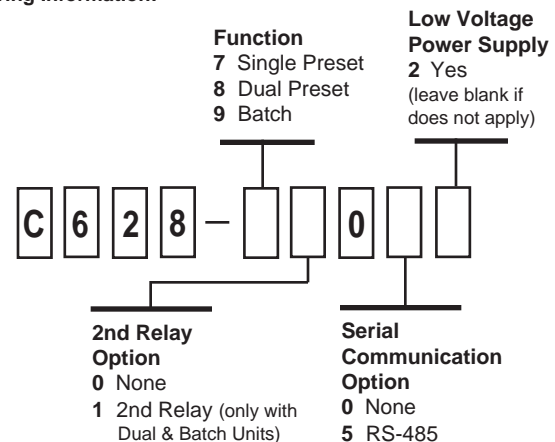 Function
7 Single Preset
8 Dual Preset
9 Batch
Low Voltage
Power Supply
2 Yes
(leave blank if
does not apply)
C 6 2 8 – 0
2nd Relay
Option
0 None
1 2nd Relay (only with
Dual & Batch Units)
Serial
Communication
Option
0 None
5 RS-485